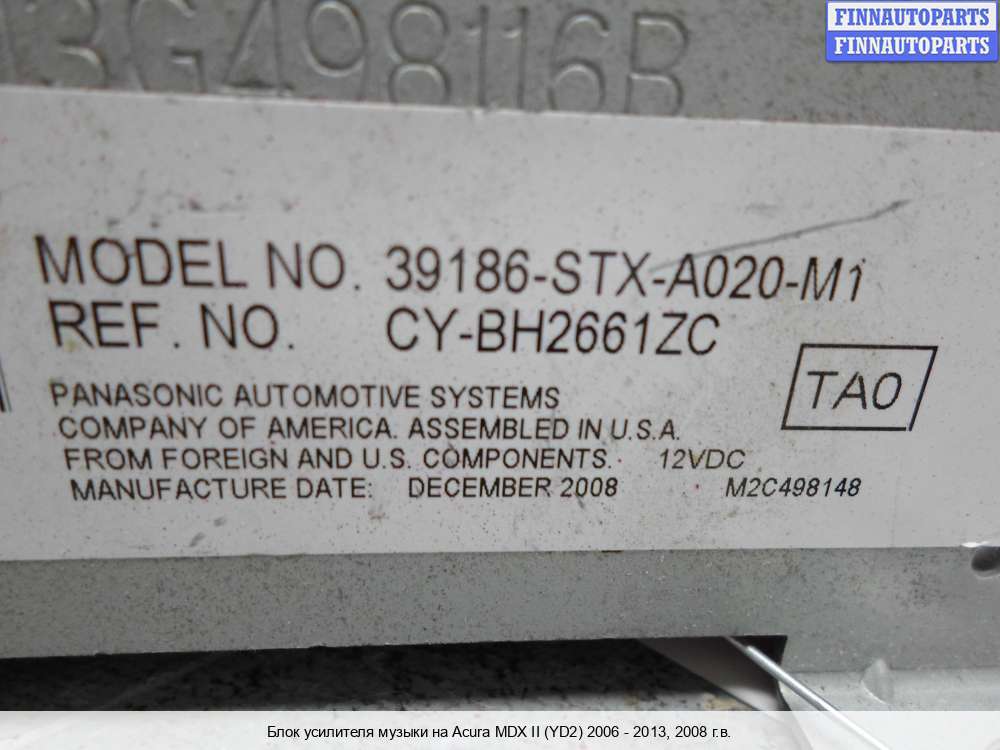 FINNAUTOPARTS
FINNAUTOPARTS
13G498116B
MODEL NO. 39186-STX-A020-M1
REF. NO. CY-BH2661ZC
TA0
PANASONIC AUTOMOTIVE SYSTEMS
COMPANY OF AMERICA. ASSEMBLED IN U.S.A.
FROM FOREIGN AND U.S. COMPONENTS. 12VDC
MANUFACTURE DATE: DECEMBER 2008 M2C498148
Блок усилителя музыки на Acura MDX II (YD2) 2006 - 2013, 2008 г.в.